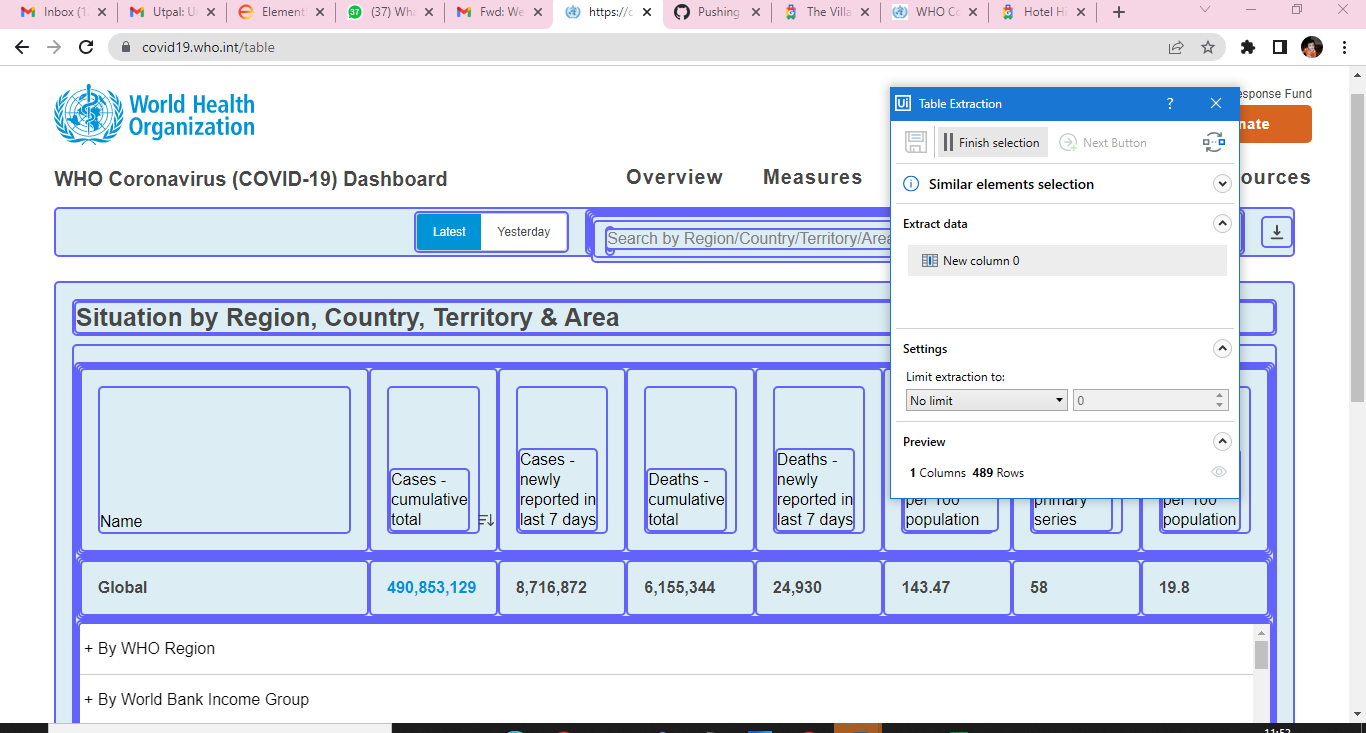 Inbox (1
Utpal: U
Element
(37) Wha
37
Fwd: We
https://c
Pushing
The Villa
WHO Co
Hotel Hi
covid19.who.int/table
World Health
Organization
esponse Fund
nate
WHO Coronavirus (COVID-19) Dashboard
Overview
Measures
ources
Latest
Yesterday
Search by Region/Country/Territory/Area
Situation by Region, Country, Territory & Area
Name
Cases -
cumulative
total
Cases -
newly
reported in
last 7 days
Deaths -
cumulative
total
Deaths -
newly
reported in
last 7 days
per 100
population
primary
series
per 100
population
Global
490,853,129
8,716,872
6,155,344
24,930
143.47
58
19.8
+ By WHO Region
+ By World Bank Income Group
Ui Table Extraction
?
Finish selection
Next Button
Similar elements selection
Extract data
New column 0
Settings
Limit extraction to:
No limit
0
Preview
1 Columns 489 Rows